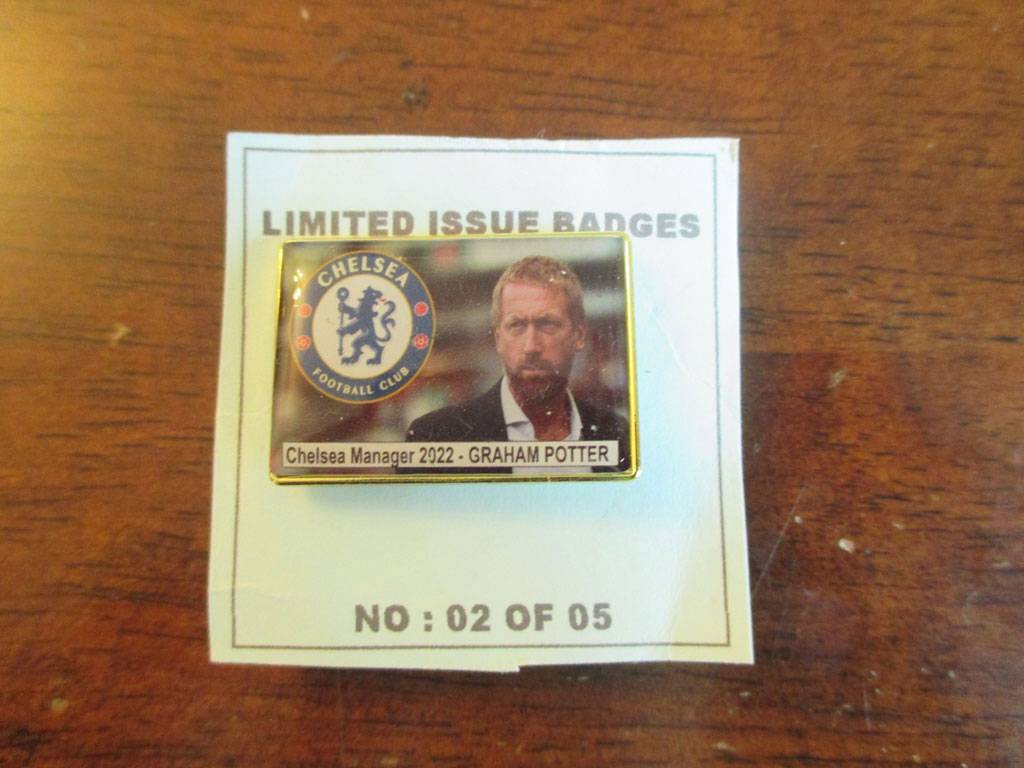 LIMITED ISSUE BADGES
CHELSEA
FOOTBALL CLUB
Chelsea Manager 2022 - GRAHAM POTTER
NO : 02 OF 05